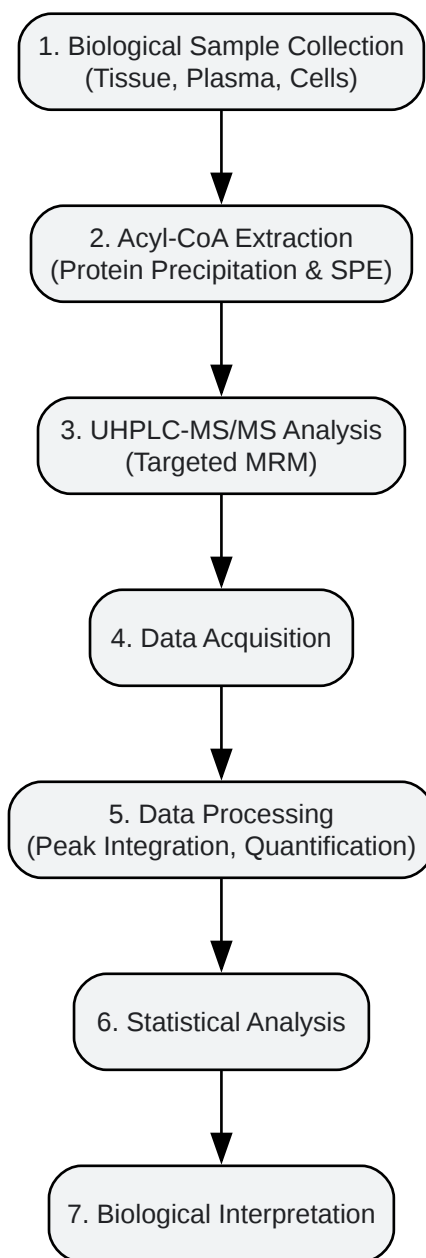 1. Biological Sample Collection
(Tissue, Plasma, Cells)
2. Acyl-CoA Extraction
(Protein Precipitation & SPE)
3. UHPLC-MS/MS Analysis
(Targeted MRM)
4. Data Acquisition
5. Data Processing
(Peak Integration, Quantification)
6. Statistical Analysis
7. Biological Interpretation